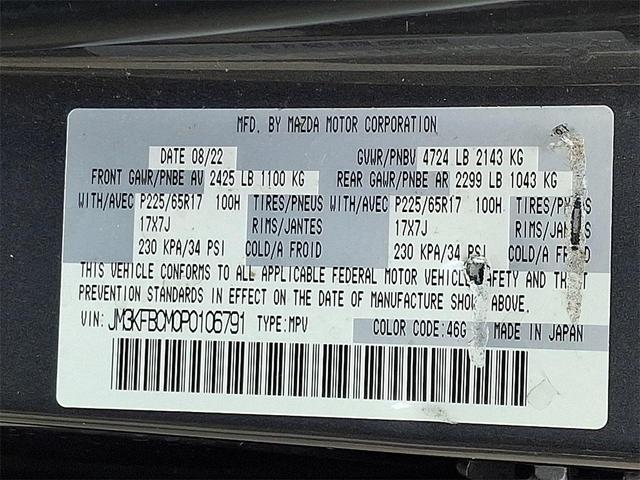 MFD. BY MAZDA MOTOR CORPORATION
DATE 08/22 GVWR/PNBV 4724 LB 2143 KG
FRONT GAWR/PNBE AV 2425 LB 1100 KG REAR GAWR/PNBE AR 2299 LB 1043 KG
WITH/AVEC P225/65R17 100H TIRES/PNEUS WITH/AVEC P225/65R17 100H TIRES/PNEUS
17X7J RIMS/JANTES 17X7J RIMS/JANTES
230 KPA/34 PSI COLD/A FROID 230 KPA/34 PSI COLD/A FROID
THIS VEHICLE CONFORMS TO ALL APPLICABLE FEDERAL MOTOR VEHICLE SAFETY AND THEFT
PREVENTION STANDARDS IN EFFECT ON THE DATE OF MANUFACTURE SHOWN ABOVE.
VIN: JM3KFBCM0P0106791 TYPE:MPV COLOR CODE:46G MADE IN JAPAN